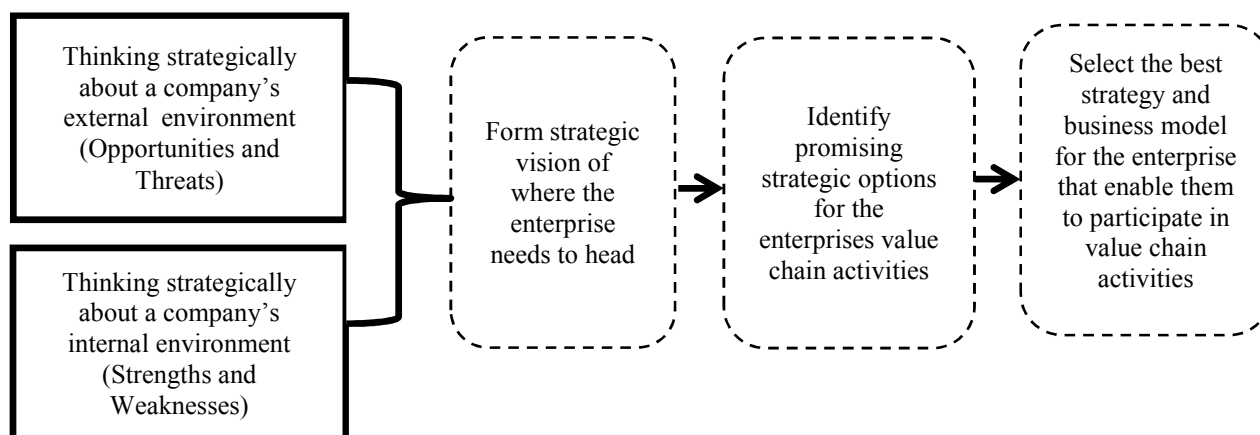 Thinking strategically
about a company’s
external  environment
(Opportunities and
Threats)
Thinking strategically
about a company’s
internal environment
(Strengths and
Weaknesses)
Form strategic
vision of
where the
enterprise
needs to head
Identify
promising
strategic options
for the
enterprises value
chain activities
Select the best
strategy and
business model
for the enterprise
that enable them
to participate in
value chain
activities